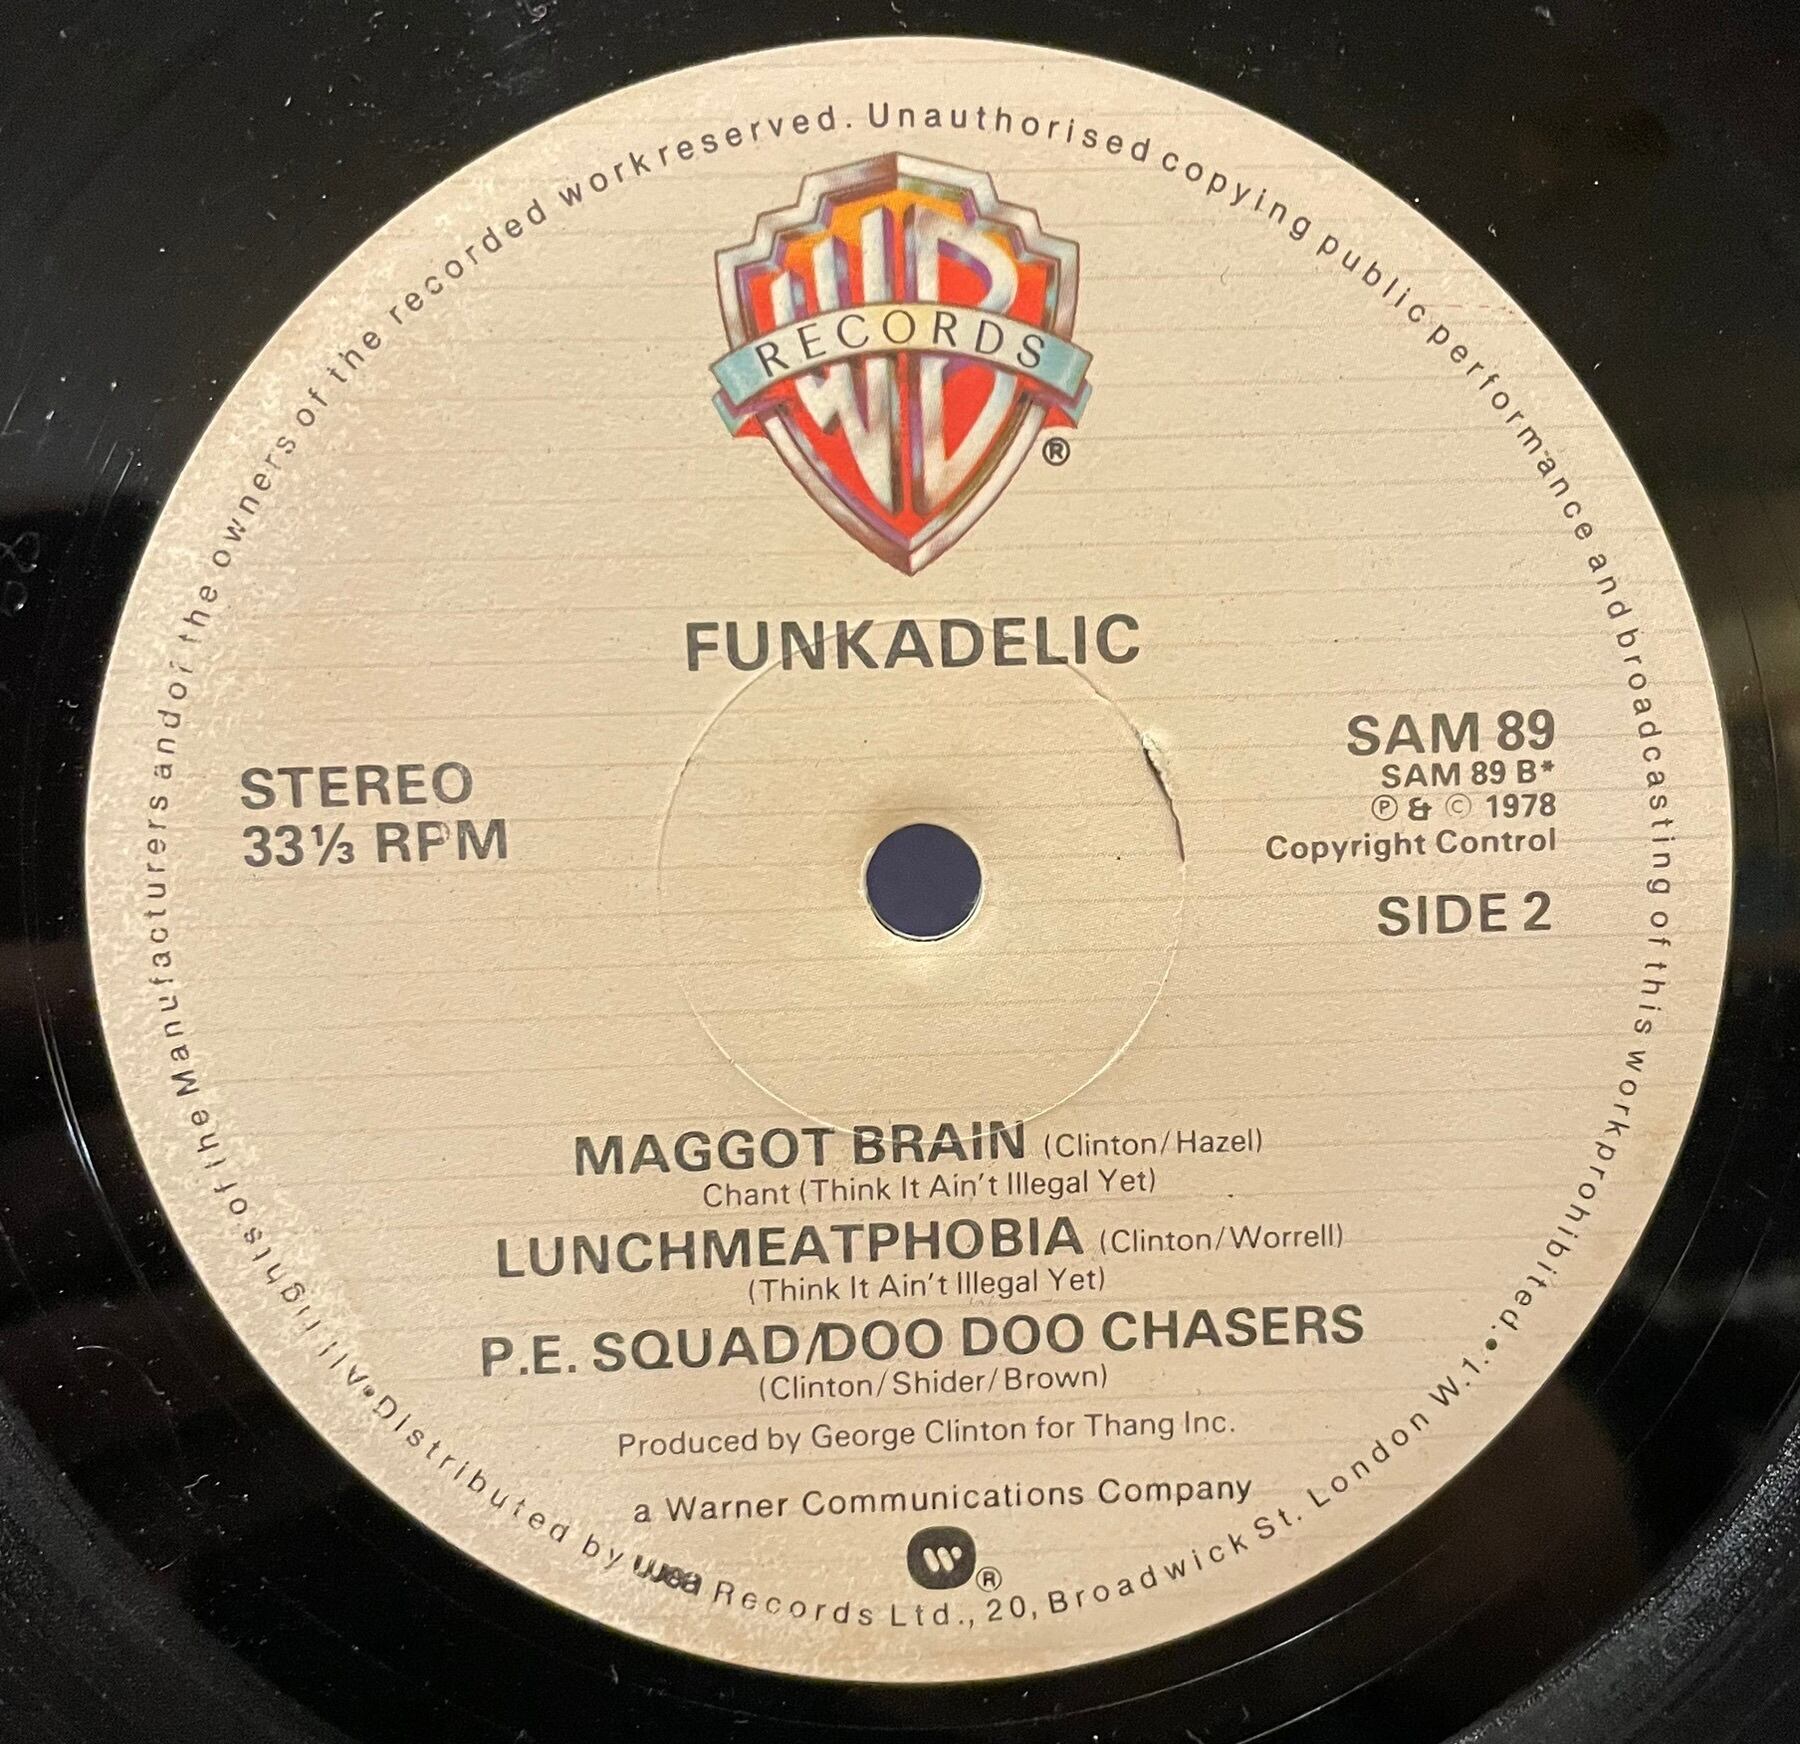 All rights of the Manufacturers and of the owners of the recorded work reserved. Unauthorised copying public performance and broadcasting of this work prohibited.
WB
RECORDS
®
FUNKADELIC
STEREO
33⅓ RPM
SAM 89
SAM 89 B*
Ⓟ & © 1978
Copyright Control
SIDE 2
MAGGOT BRAIN (Clinton/Hazel)
Chant (Think It Ain't Illegal Yet)
LUNCHMEATPHOBIA (Clinton/Worrell)
(Think It Ain't Illegal Yet)
P.E. SQUAD/DOO DOO CHASERS
(Clinton/Shider/Brown)
Produced by George Clinton for Thang Inc.
a Warner Communications Company
W ®
• Distributed by wea Records Ltd., 20, Broadwick St. London W.1. •